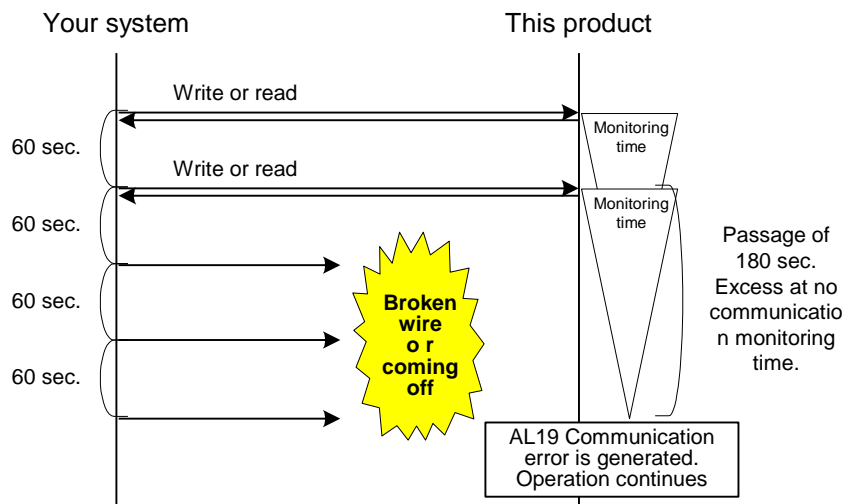 Your system
This product
Write or read
Monitoring
time
60 sec.
Write or read
Monitoring
time
60 sec.
Passage of
180 sec.
Excess at no
communicatio
n monitoring
time.
Broken
wire
o r
coming
off
60 sec.
60 sec.
AL19 Communication
error is generated.
Operation continues